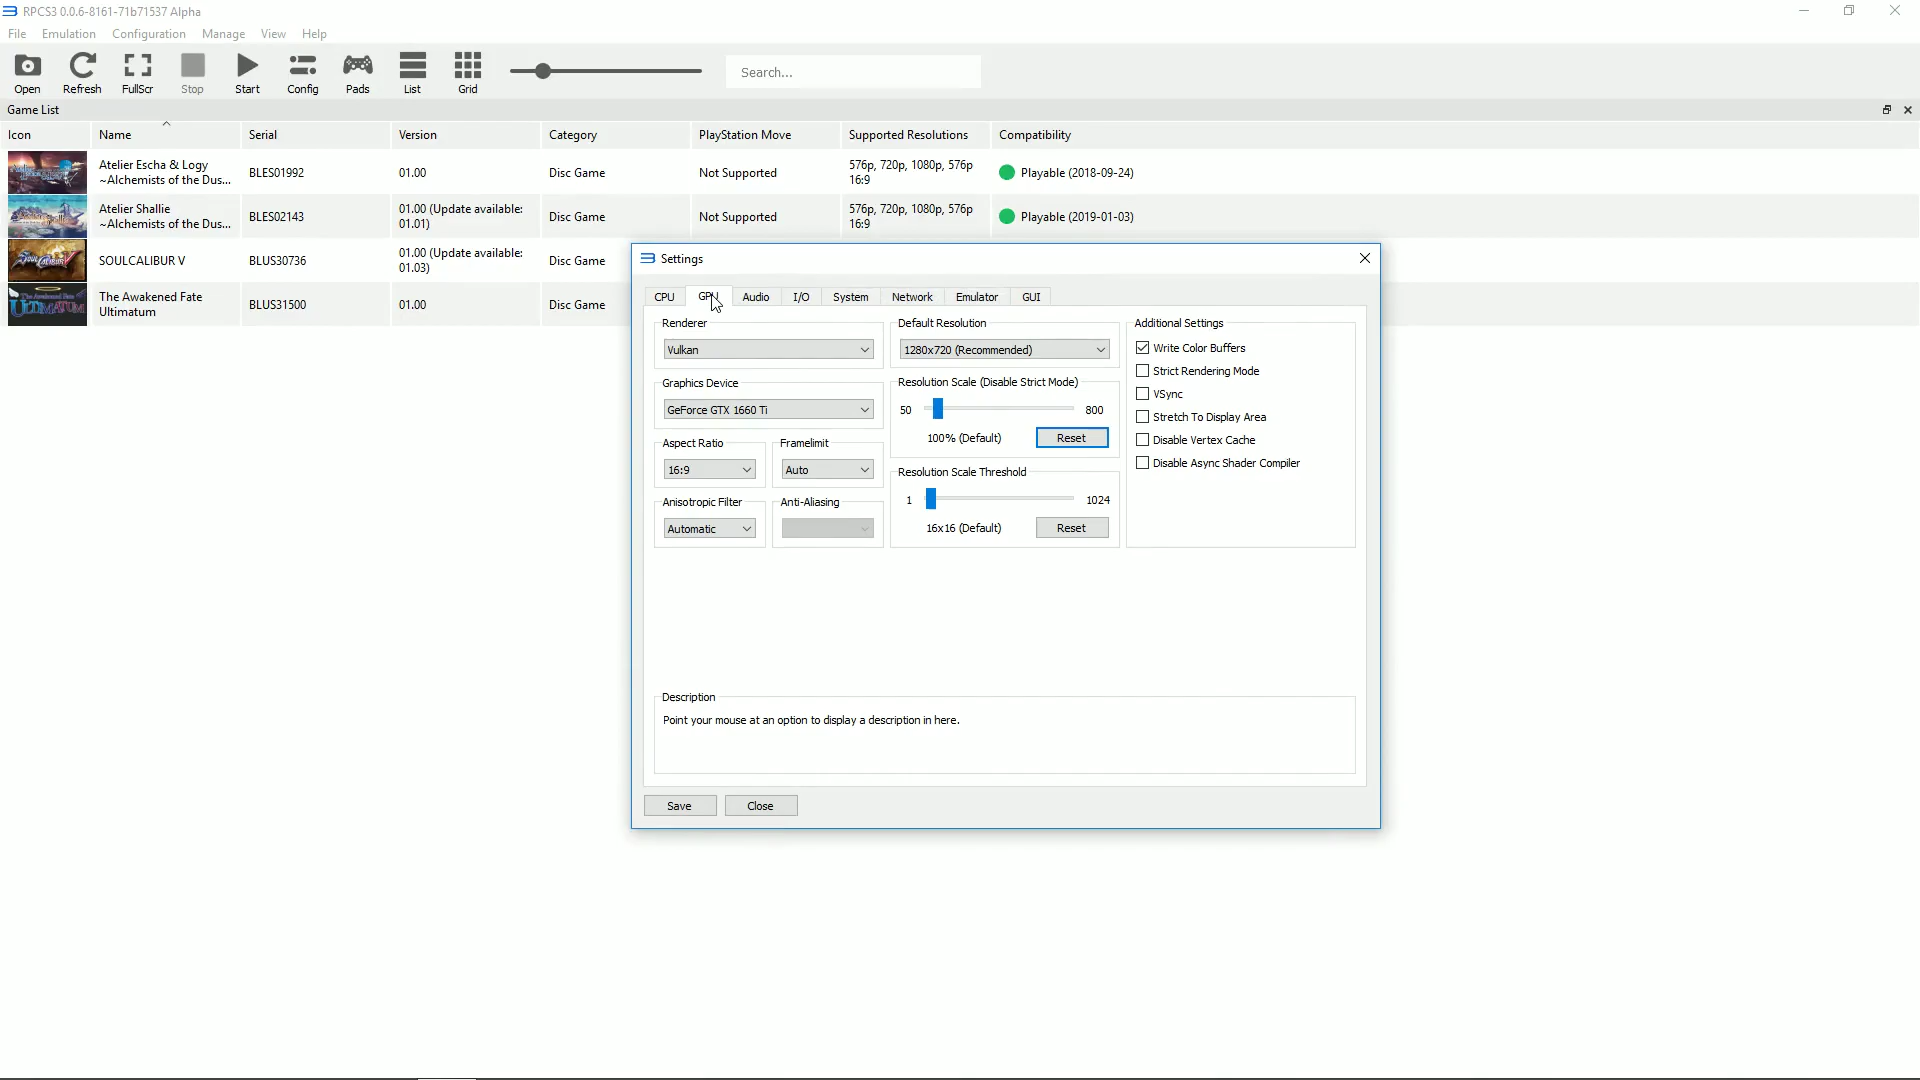 RPCS3 0.0.6-8161-71b71537 Alpha
File Emulation Configuration Manage View Help
Open Refresh FullScr Stop Start Config Pads List Grid Search...
Game List
Icon Name Serial Version Category PlayStation Move Supported Resolutions Compatibility
Atelier Escha & Logy
~Alchemists of the Dus...
BLES01992
01.00
Disc Game
Not Supported
576p, 720p, 1080p, 576p
16:9
Playable (2018-09-24)
Atelier Shallie
~Alchemists of the Dus...
BLES02143
01.00 (Update available:
01.01)
Disc Game
Not Supported
576p, 720p, 1080p, 576p
16:9
Playable (2019-01-03)
SOULCALIBUR V
BLUS30736
01.00 (Update available:
01.03)
Disc Game
The Awakened Fate
Ultimatum
BLUS31500
01.00
Disc Game
Settings
CPU GPU Audio I/O System Network Emulator GUI
Renderer
Vulkan
Graphics Device
GeForce GTX 1660 Ti
Aspect Ratio
16:9
Framelimit
Auto
Anisotropic Filter
Automatic
Anti-Aliasing
Default Resolution
1280x720 (Recommended)
Resolution Scale (Disable Strict Mode)
50 800
100% (Default) Reset
Resolution Scale Threshold
1 1024
16x16 (Default) Reset
Additional Settings
Write Color Buffers
Strict Rendering Mode
VSync
Stretch To Display Area
Disable Vertex Cache
Disable Async Shader Compiler
Description
Point your mouse at an option to display a description in here.
Save Close